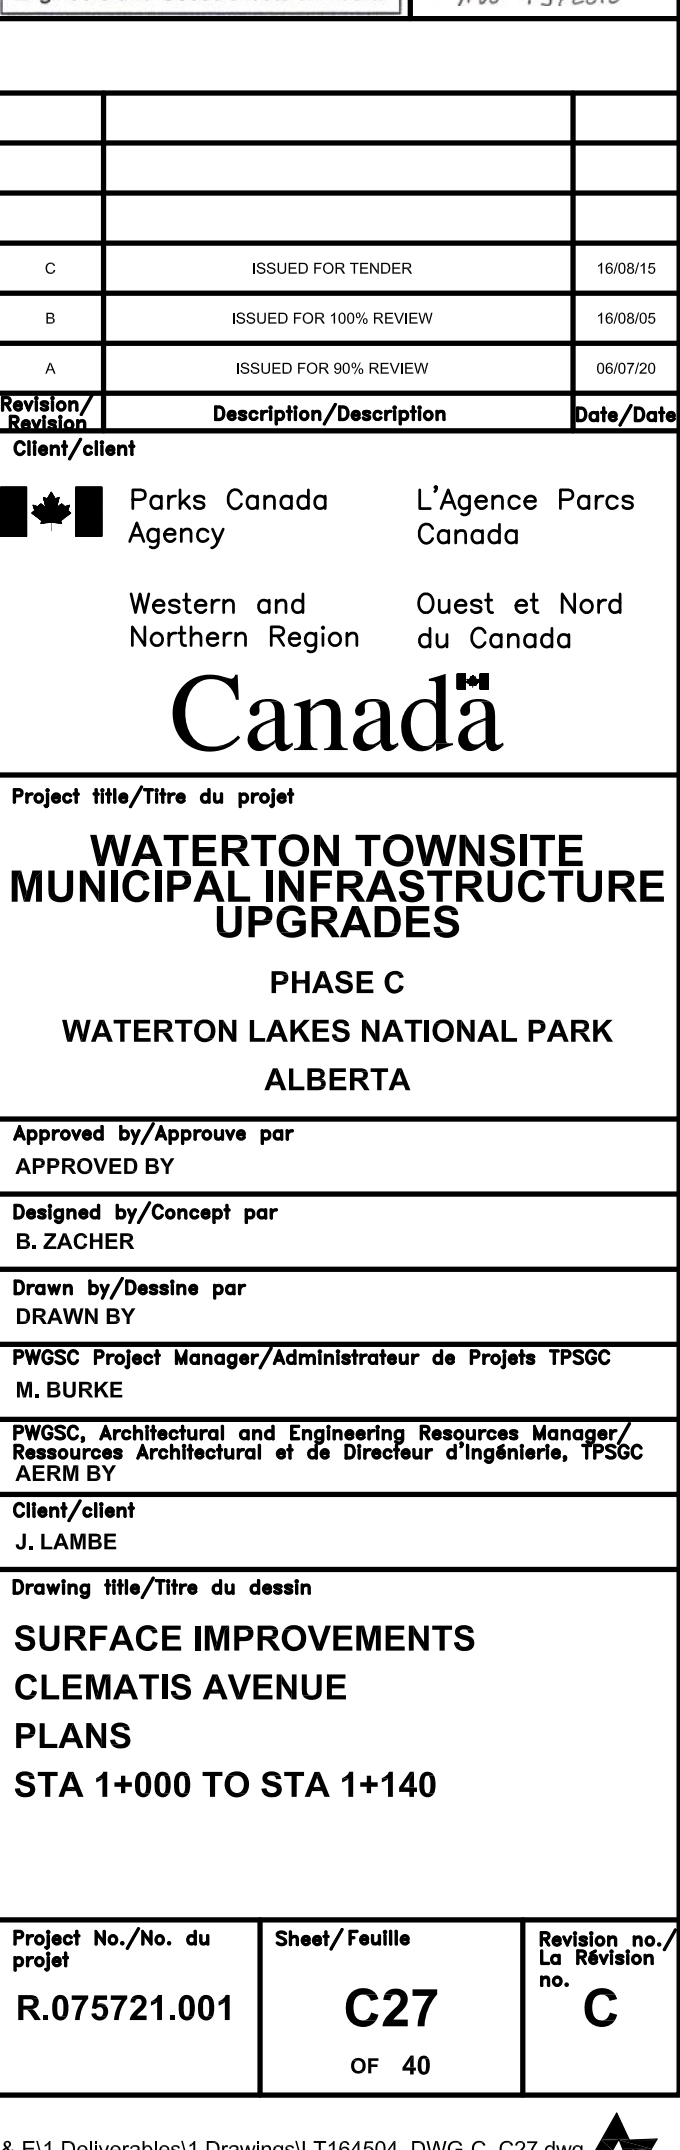 C ISSUED FOR TENDER 16/08/15
B ISSUED FOR 100% REVIEW 16/08/05
A ISSUED FOR 90% REVIEW 06/07/20
Revision/
Revision Description/Description Date/Date
Client/client
Parks Canada
Agency
L'Agence Parcs
Canada
Western and
Northern Region
Ouest et Nord
du Canada
Canada
Project title/Titre du projet
WATERTON TOWNSITE
MUNICIPAL INFRASTRUCTURE
UPGRADES
PHASE C
WATERTON LAKES NATIONAL PARK
ALBERTA
Approved by/Approuve par
APPROVED BY
Designed by/Concept par
B. ZACHER
Drawn by/Dessine par
DRAWN BY
PWGSC Project Manager/Administrateur de Projets TPSGC
M. BURKE
PWGSC, Architectural and Engineering Resources Manager/
Ressources Architectural et de Directeur d'Ingénierie, TPSGC
AERM BY
Client/client
J. LAMBE
Drawing title/Titre du dessin
SURFACE IMPROVEMENTS
CLEMATIS AVENUE
PLANS
STA 1+000 TO STA 1+140
Project No./No. du
projet
R.075721.001
Sheet/Feuille
C27
OF 40
Revision no./
La Révision
no.
C
& E\1 Deliverables\1 Drawings\LT164504_DWG-C_C27.dwg